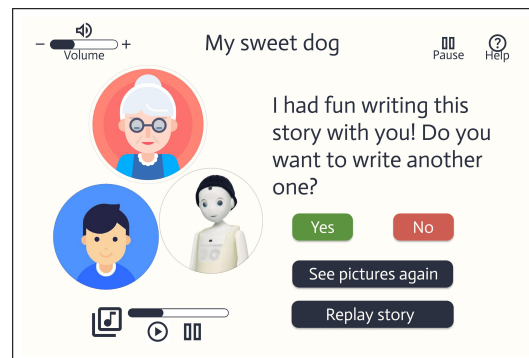 My sweet dog
− +
Volume
Pause
Help
I had fun writing this
story with you! Do you
want to write another
one?
Yes
No
See pictures again
Replay story